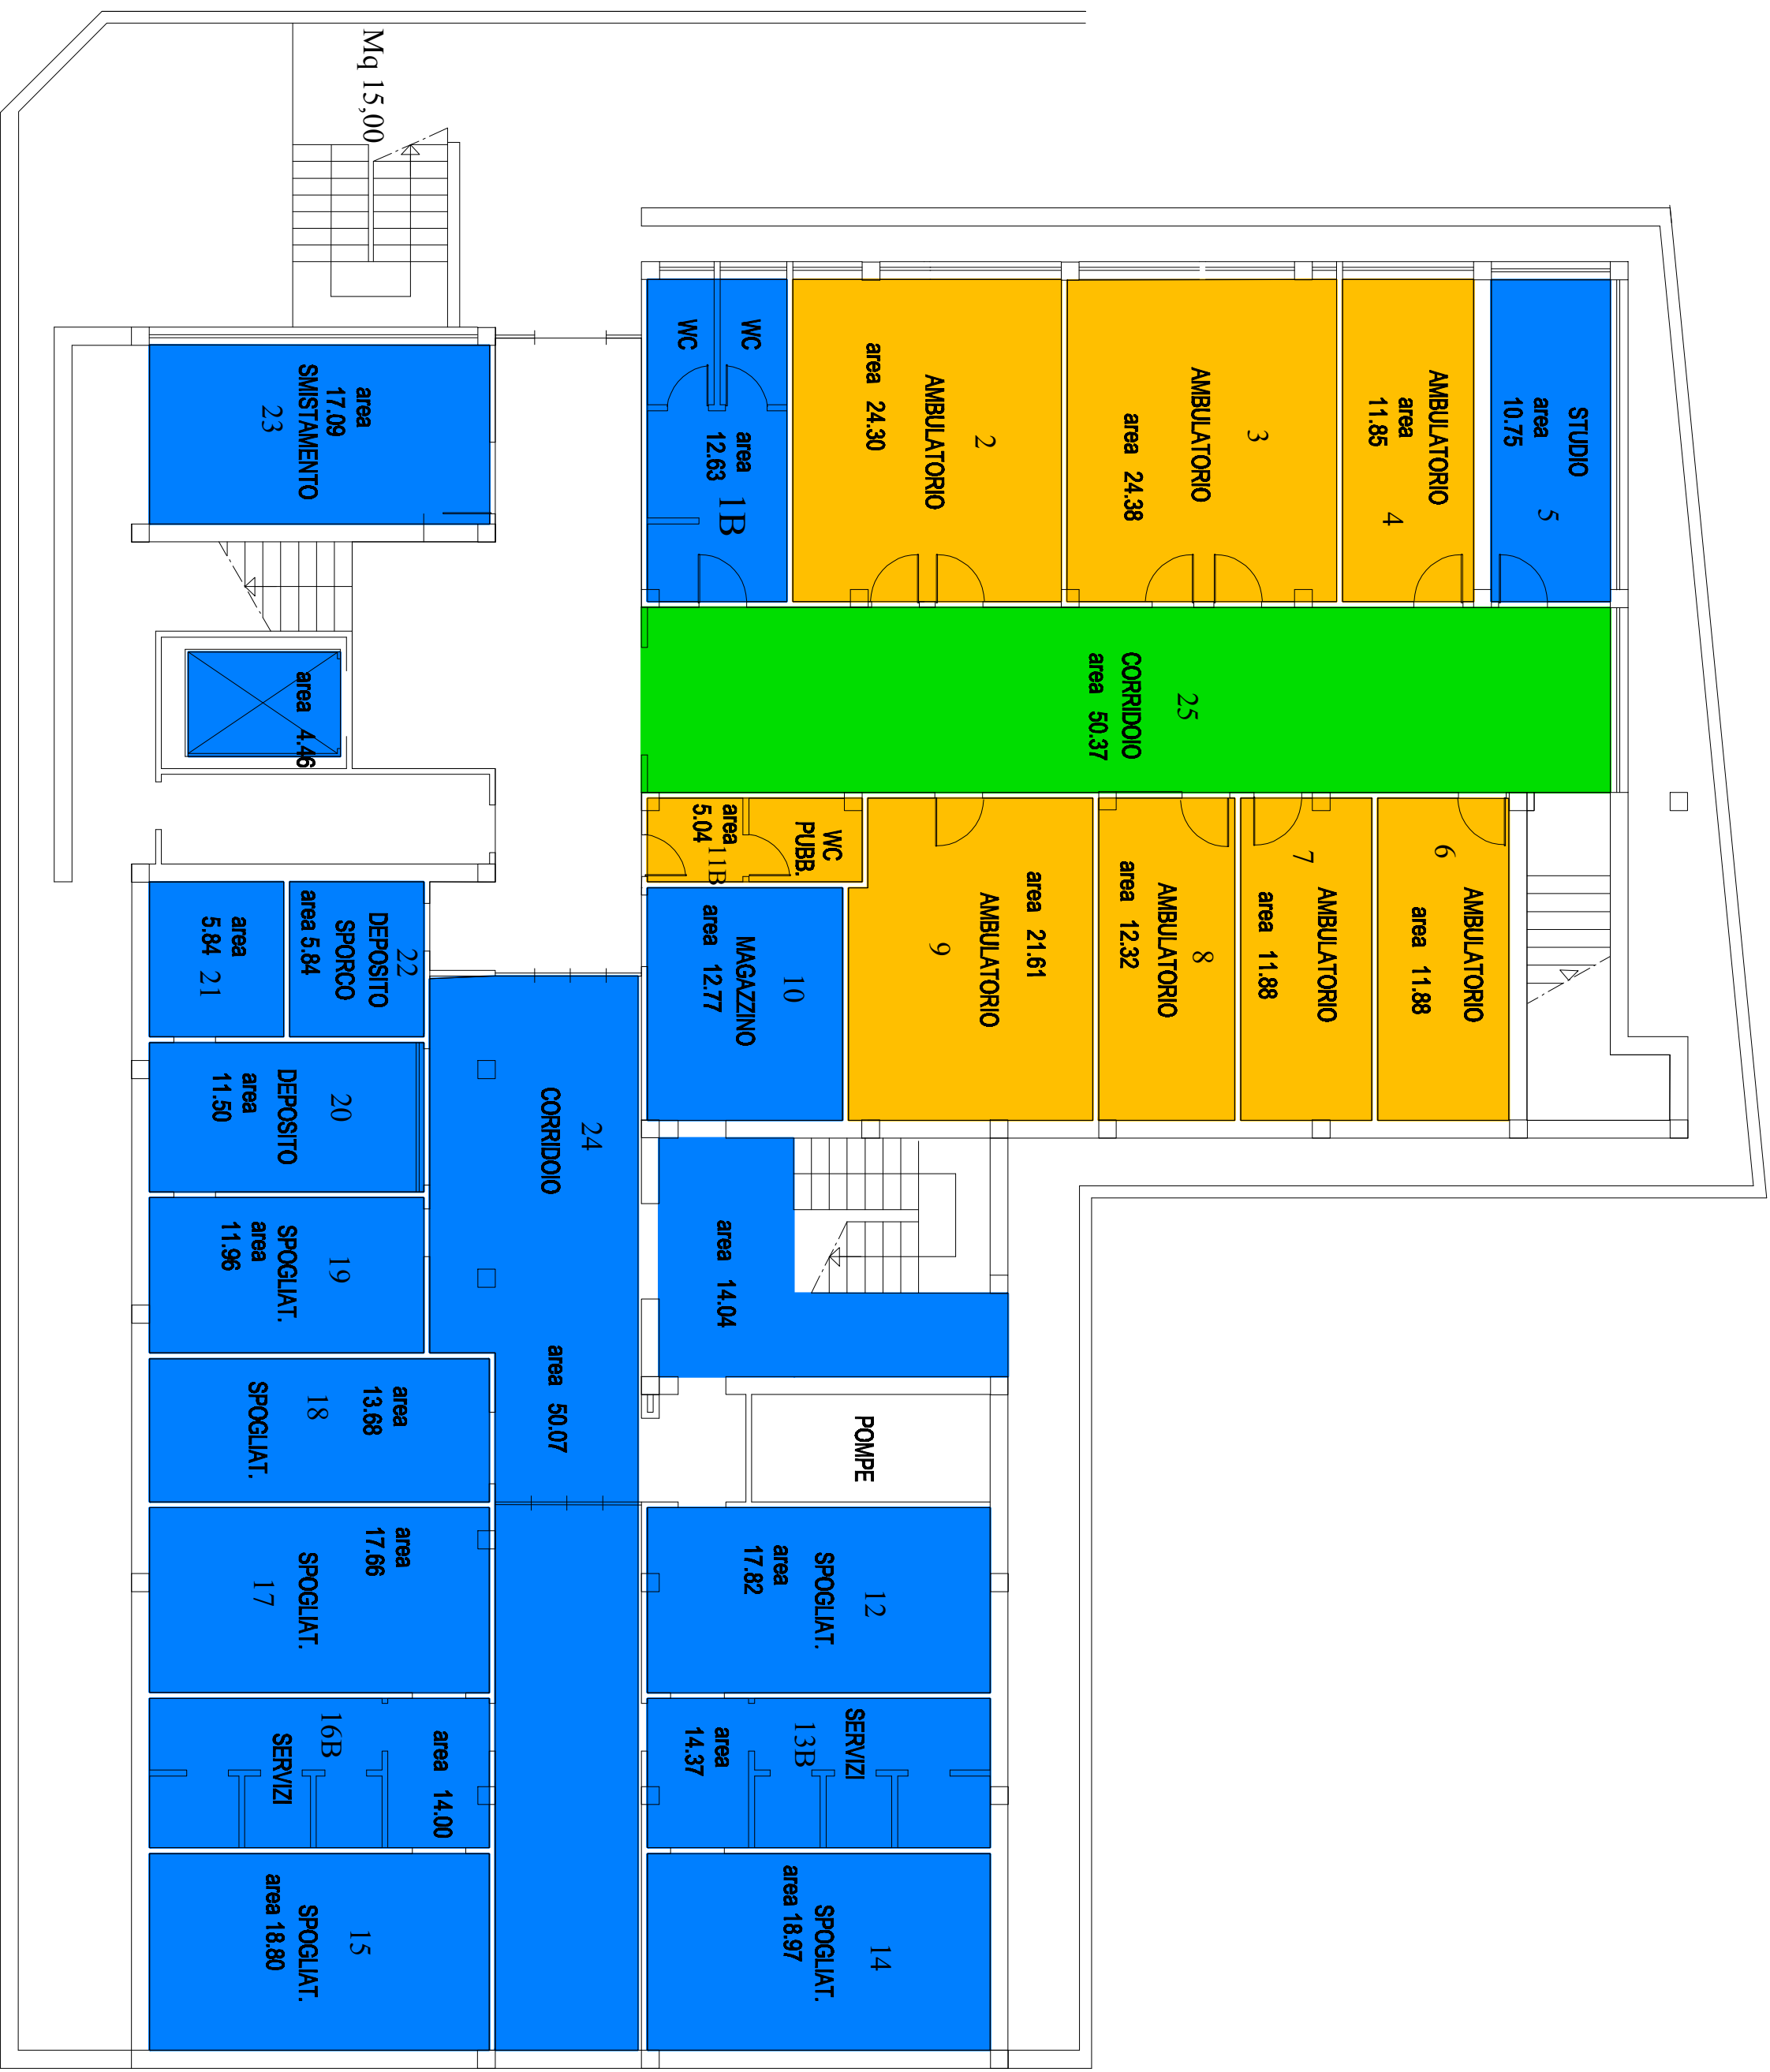 Mq 15,00
STUDIO
area
10.75
5
AMBULATORIO
area
11.85
4
3
AMBULATORIO
area 24.38
2
AMBULATORIO
area 24.30
WC
WC
area
12.63
1B
area
17.09
SMISTAMENTO
23
25
CORRIDOIO
area 50.37
area 4.46
6
AMBULATORIO
area 11.88
7
AMBULATORIO
area 11.88
8
AMBULATORIO
area 12.32
area 21.61
AMBULATORIO
9
WC
PUBB.
area
5.04
11B
10
MAGAZZINO
area 12.77
22
DEPOSITO
SPORCO
area 5.84
area
5.84
21
20
DEPOSITO
area
11.50
24
CORRIDOIO
area 50.07
area 14.04
19
SPOGLIAT.
area
11.96
area
13.68
18
SPOGLIAT.
POMPE
area
17.66
SPOGLIAT.
17
12
SPOGLIAT.
area
17.82
SERVIZI
13B
area
14.37
area 14.00
16B
SERVIZI
14
SPOGLIAT.
area 18.97
15
SPOGLIAT.
area 18.80